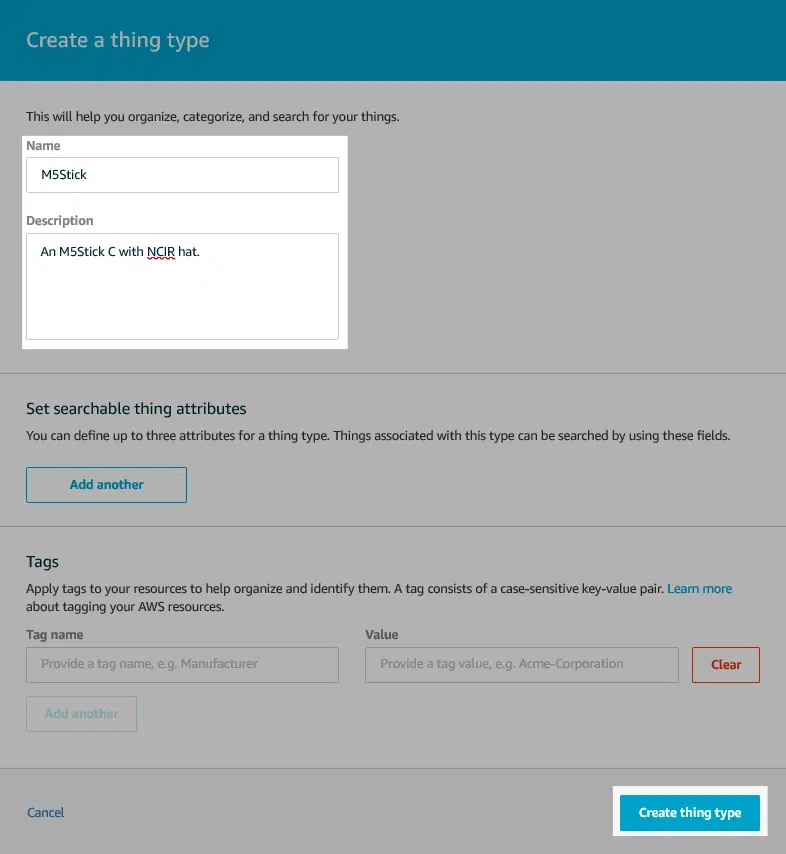 Create a thing type
This will help you organize, categorize, and search for your things.
Name
M5Stick
Description
An M5Stick C with NCIR hat.
Set searchable thing attributes
You can define up to three attributes for a thing type. Things associated with this type can be searched by using these fields.
Add another
Tags
Apply tags to your resources to help organize and identify them. A tag consists of a case-sensitive key-value pair. Learn more
about tagging your AWS resources.
Tag name Value
Provide a tag name, e.g. Manufacturer Provide a tag value, e.g. Acme-Corporation Clear
Add another
Cancel Create thing type